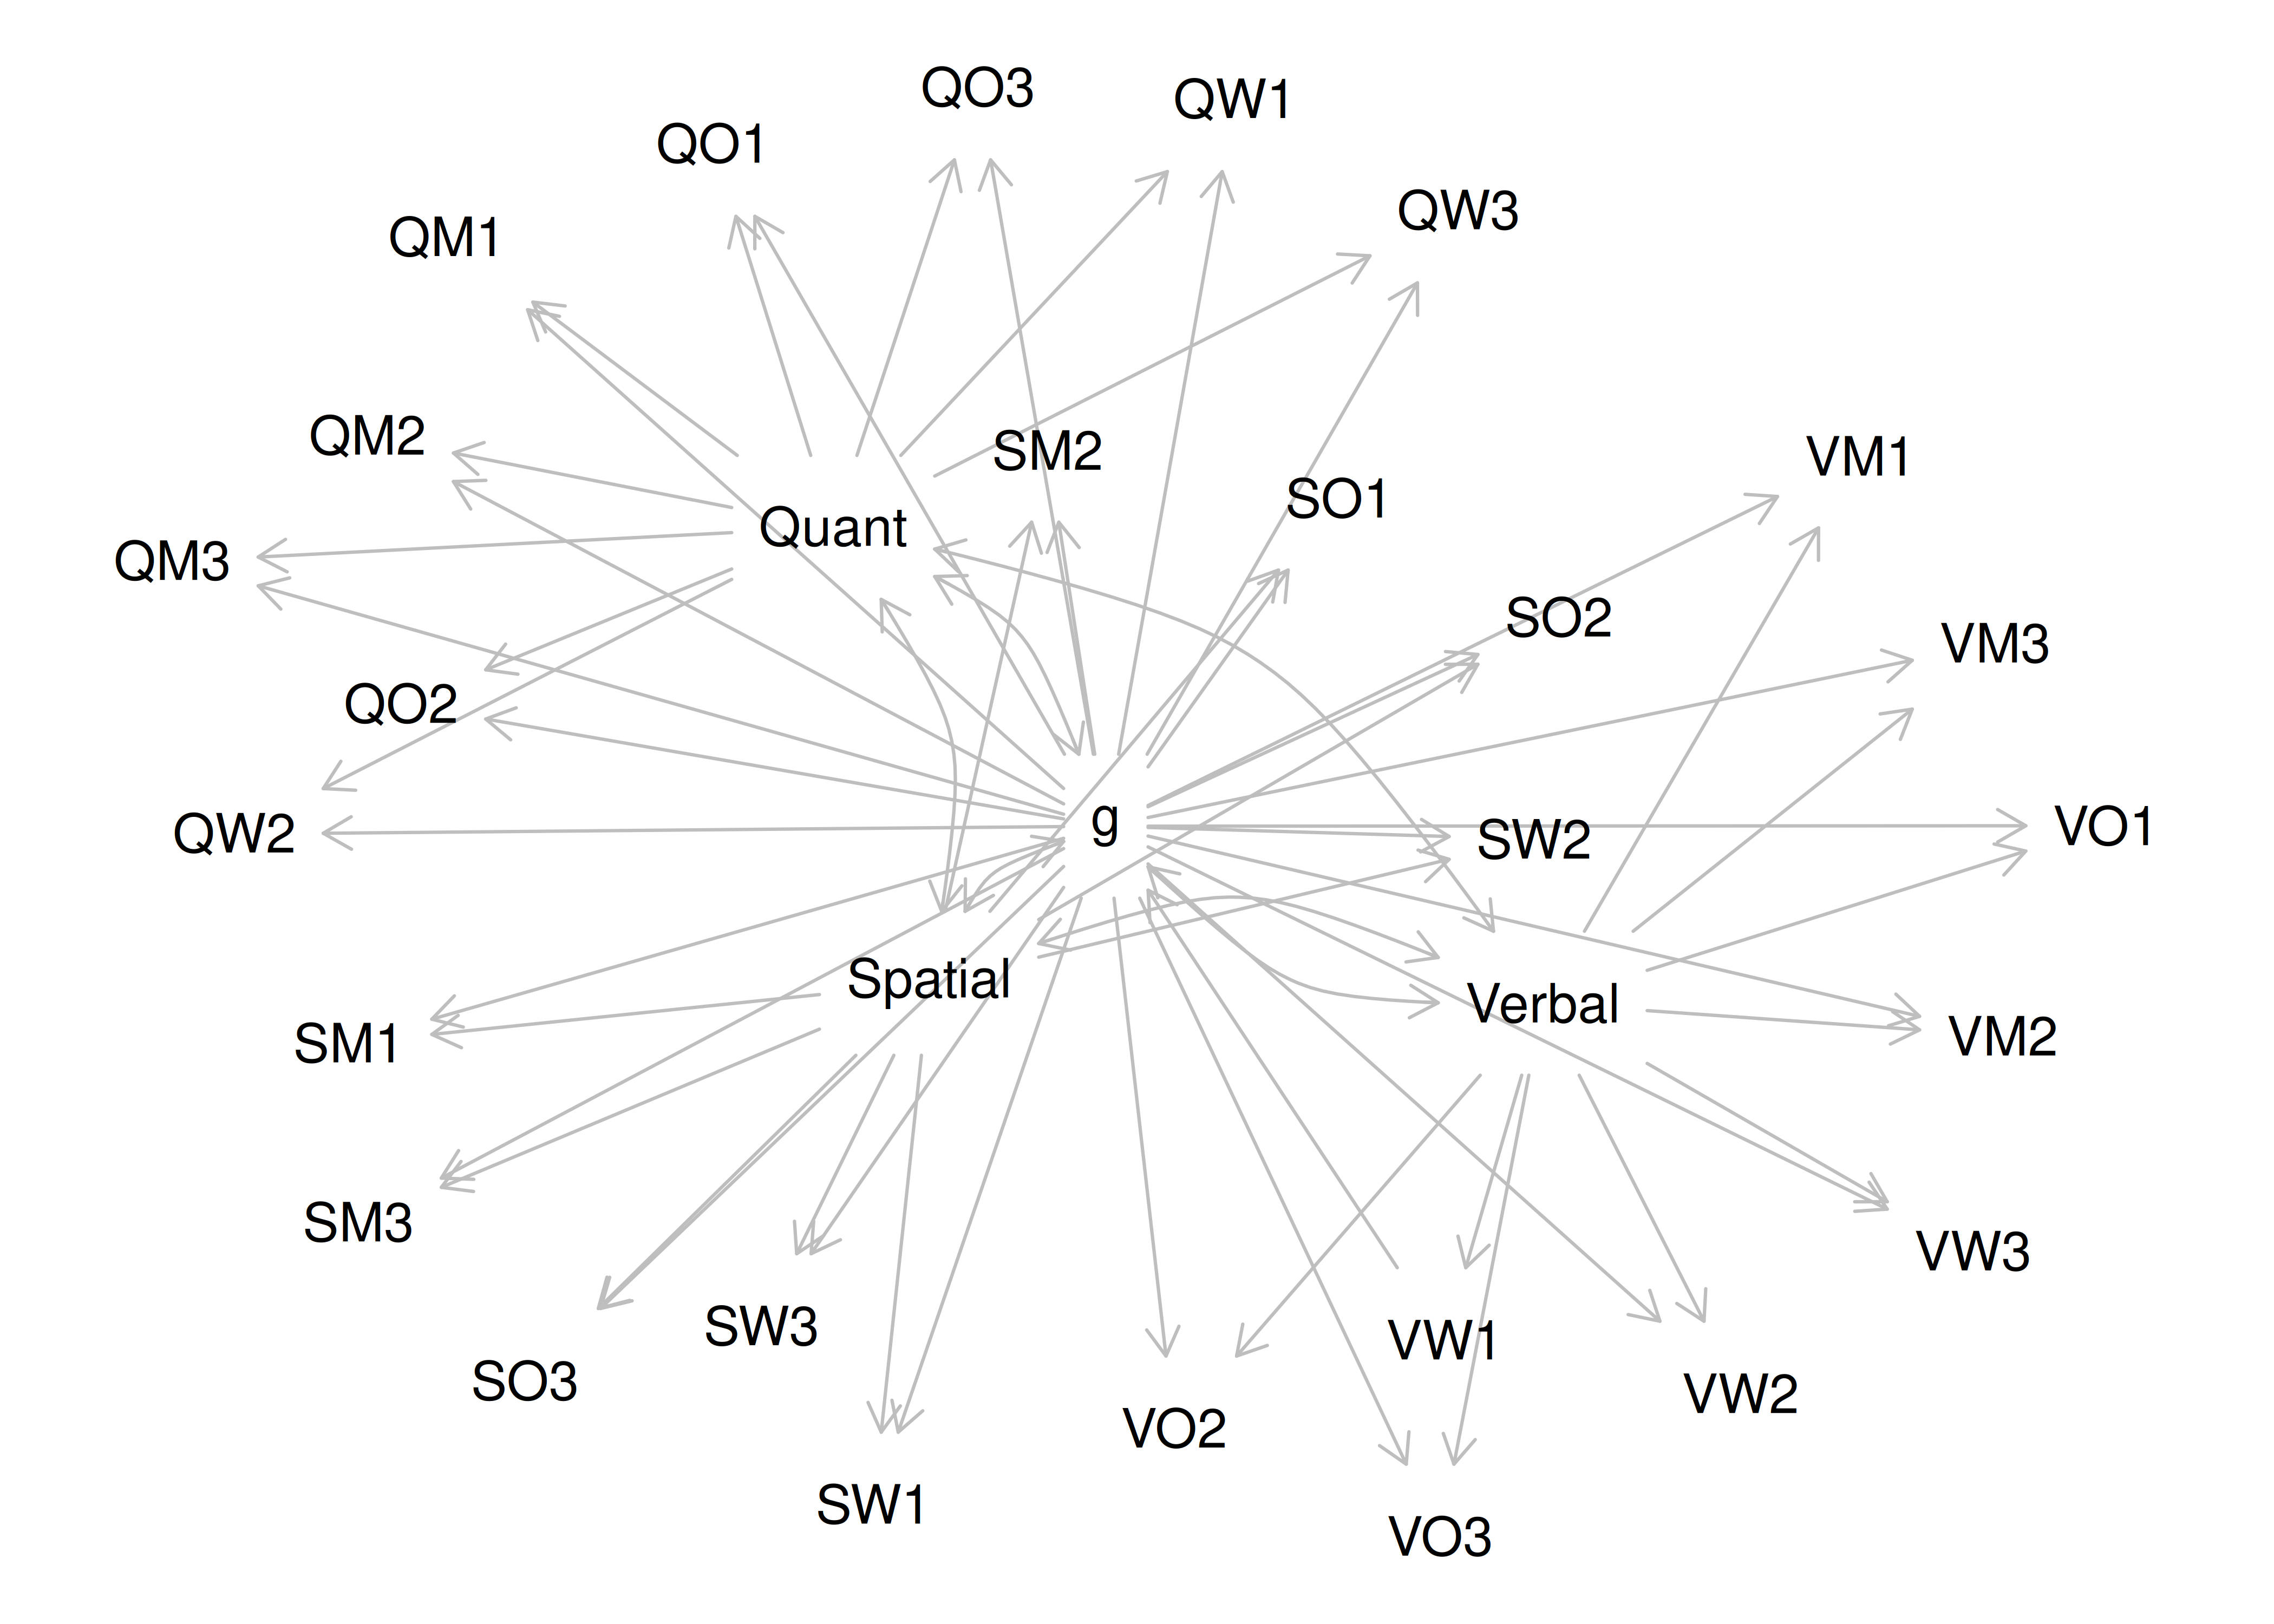 QO3
QW1
QO1
QW3
QM1
QM2
SM2
VM1
SO1
Quant
QM3
SO2
VM3
QO2
g
VO1
QW2
SW2
Spatial
Verbal
VM2
SM1
SM3
VW3
SW3
VW1
SO3
VW2
VO2
SW1
VO3